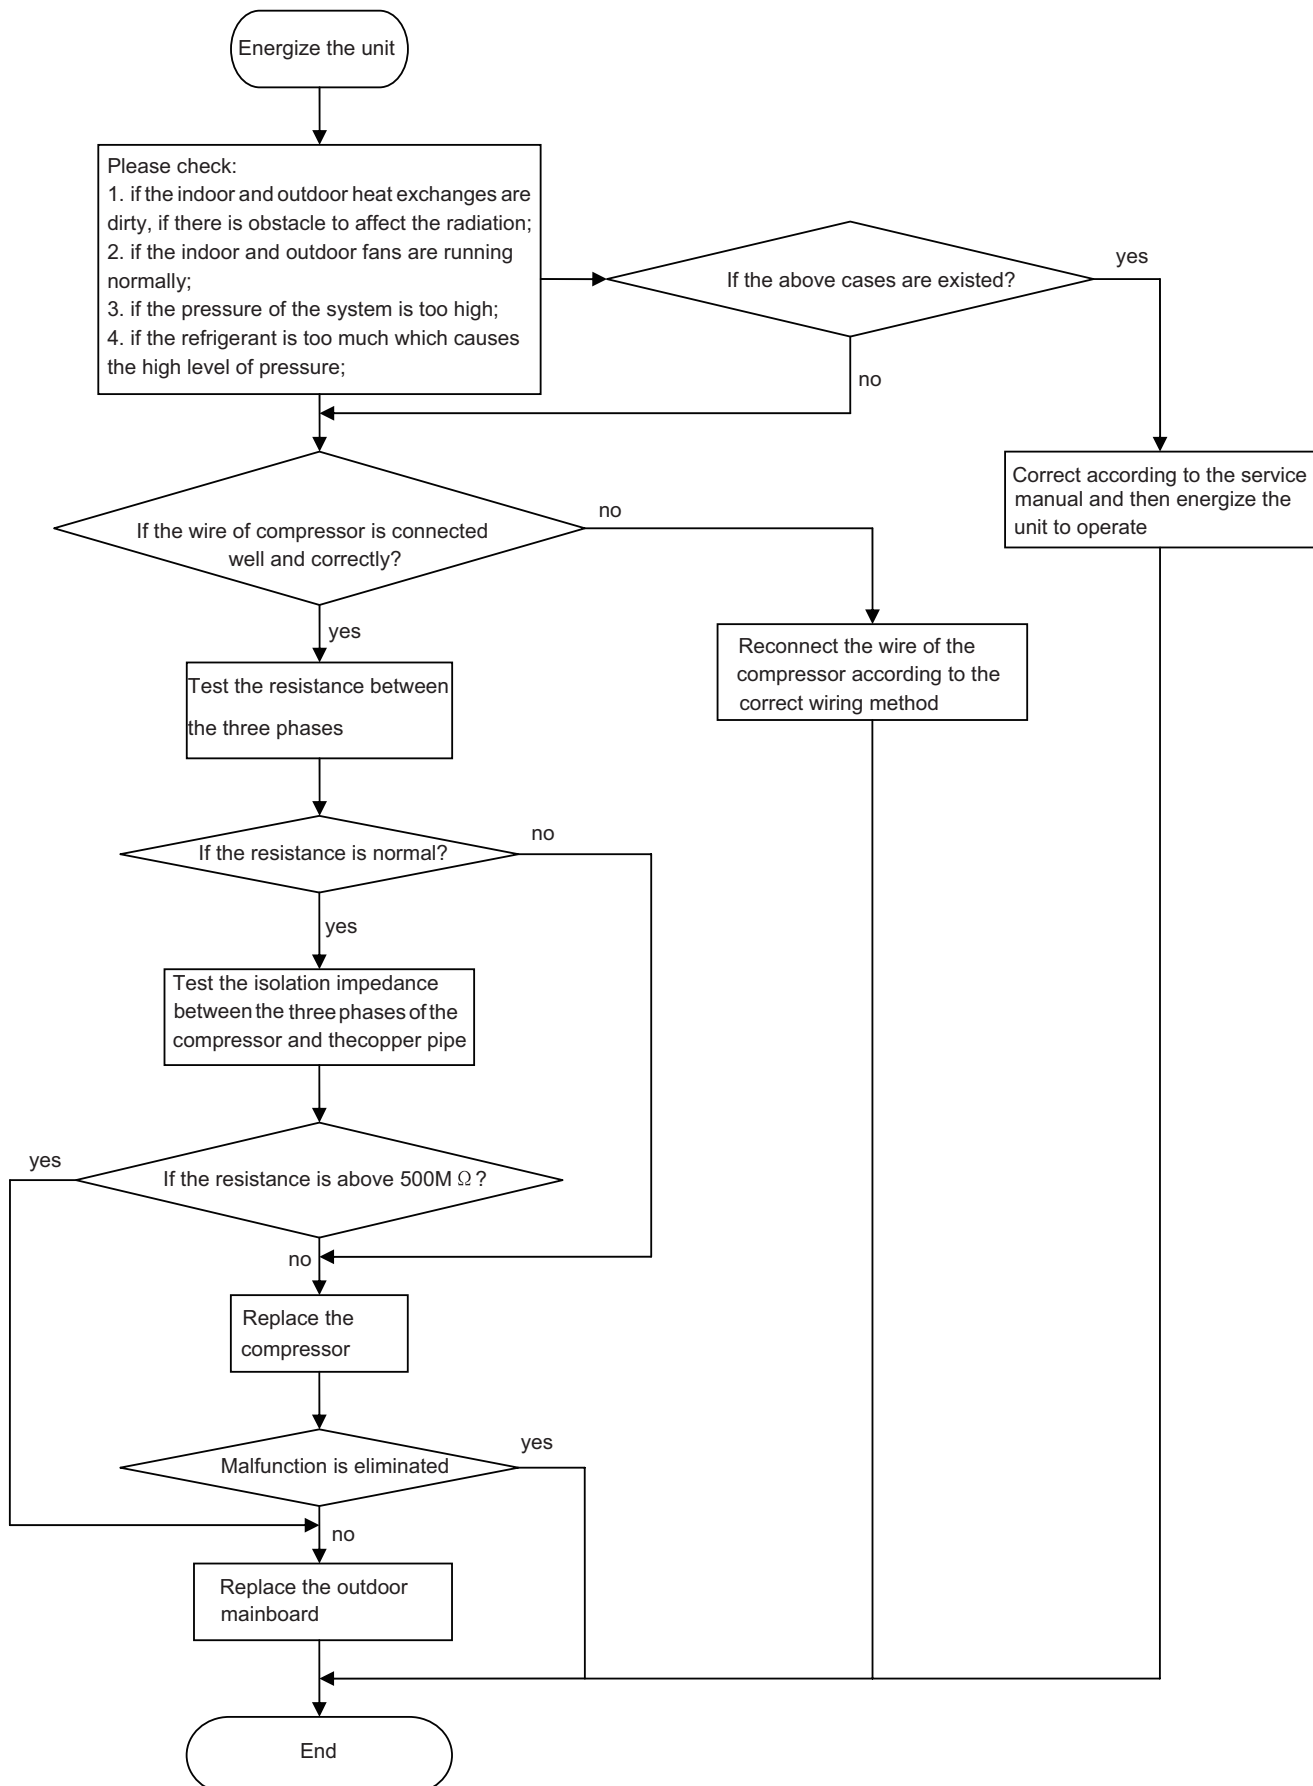 Energize the unit
Please check:
1. if the indoor and outdoor heat exchanges are
dirty, if there is obstacle to affect the radiation;
2. if the indoor and outdoor fans are running
normally;
3. if the pressure of the system is too high;
4. if the refrigerant is too much which causes
the high level of pressure;
If the above cases are existed?
yes
no
Correct according to the service
manual and then energize the
unit to operate
If the wire of compressor is connected
well and correctly?
no
yes
Reconnect the wire of the
compressor according to the
correct wiring method
Test the resistance between
the three phases
If the resistance is normal?
no
yes
Test the isolation impedance
between the three phases of the
compressor and thecopper pipe
If the resistance is above 500M Ω ?
yes
no
Replace the
compressor
Malfunction is eliminated
yes
no
Replace the outdoor
mainboard
End